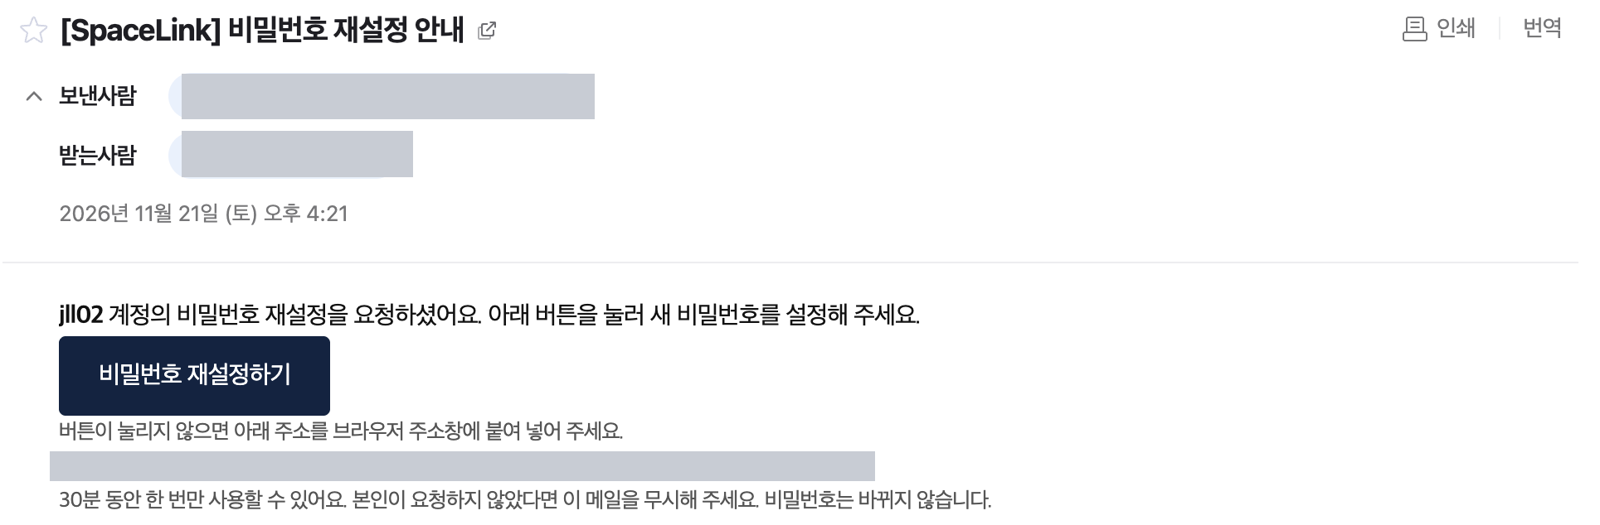 [SpaceLink] 비밀번호 재설정 안내
인쇄
번역
보낸사람
받는사람
2026년 11월 21일 (토) 오후 4:21
jll02 계정의 비밀번호 재설정을 요청하셨어요. 아래 버튼을 눌러 새 비밀번호를 설정해 주세요.
비밀번호 재설정하기
버튼이 눌리지 않으면 아래 주소를 브라우저 주소창에 붙여 넣어 주세요.
30분 동안 한 번만 사용할 수 있어요. 본인이 요청하지 않았다면 이 메일을 무시해 주세요. 비밀번호는 바뀌지 않습니다.